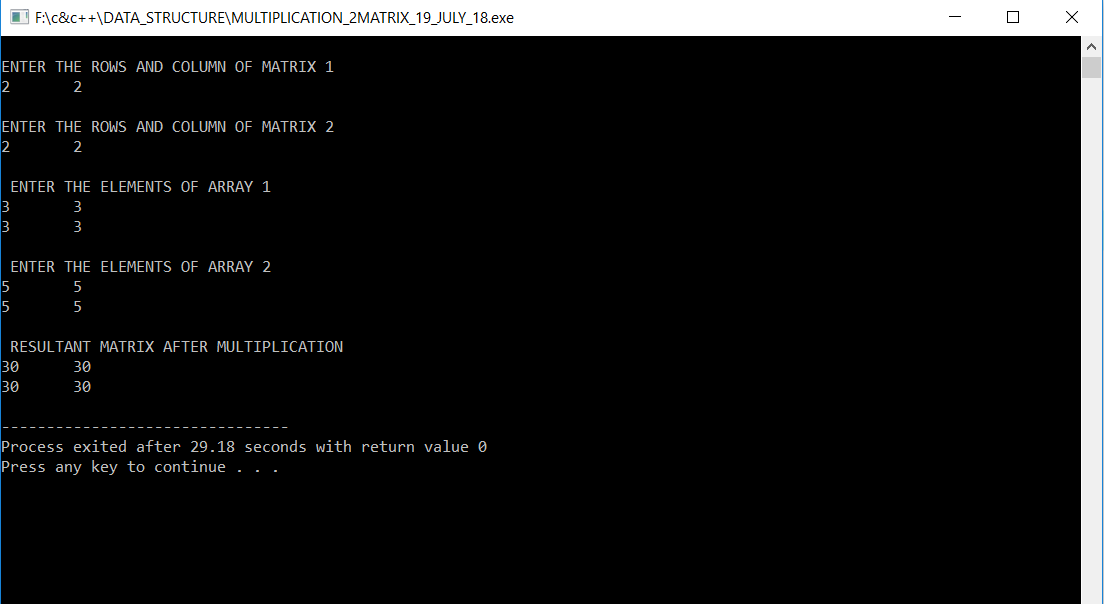 F:\c&c++\DATA_STRUCTURE\MULTIPLICATION_2MATRIX_19_JULY_18.exe
ENTER THE ROWS AND COLUMN OF MATRIX 1
2 2
ENTER THE ROWS AND COLUMN OF MATRIX 2
2 2
ENTER THE ELEMENTS OF ARRAY 1
3 3
3 3
ENTER THE ELEMENTS OF ARRAY 2
5 5
5 5
RESULTANT MATRIX AFTER MULTIPLICATION
30 30
30 30
--------------------------------
Process exited after 29.18 seconds with return value 0
Press any key to continue . . .